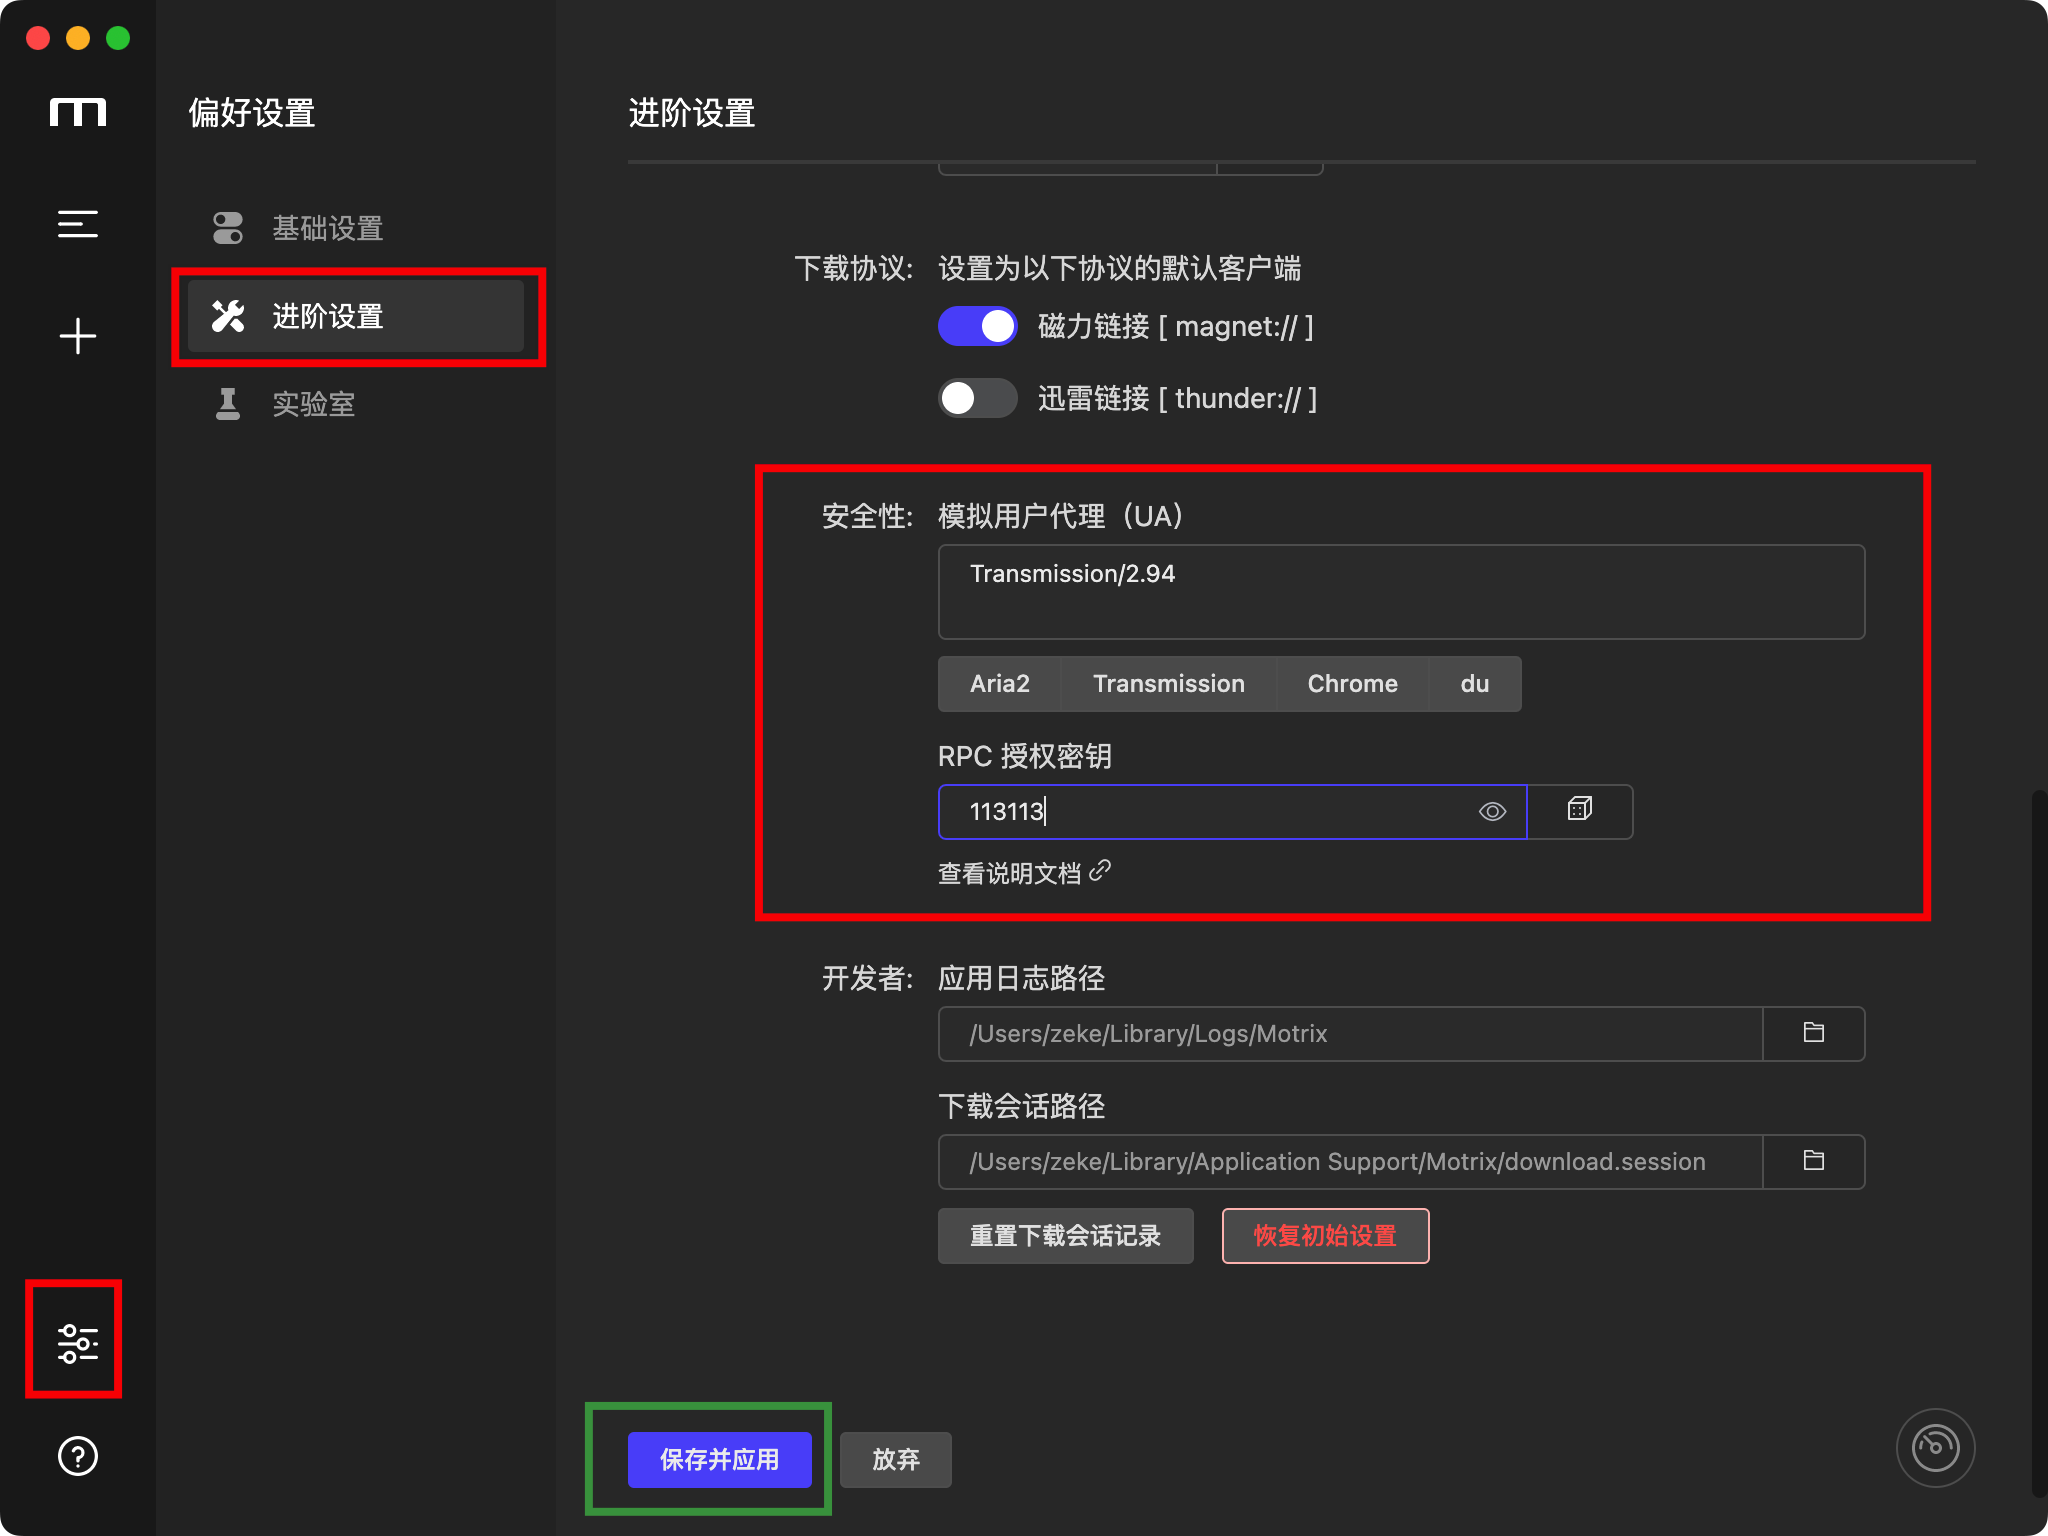 偏好设置
基础设置
进阶设置
实验室
进阶设置
下载协议: 设置为以下协议的默认客户端
磁力链接 [ magnet:// ]
迅雷链接 [ thunder:// ]
安全性: 模拟用户代理（UA）
Transmission/2.94
Aria2 Transmission Chrome du
RPC 授权密钥
113113
查看说明文档
开发者: 应用日志路径
/Users/zeke/Library/Logs/Motrix
下载会话路径
/Users/zeke/Library/Application Support/Motrix/download.session
重置下载会话记录 恢复初始设置
保存并应用 放弃